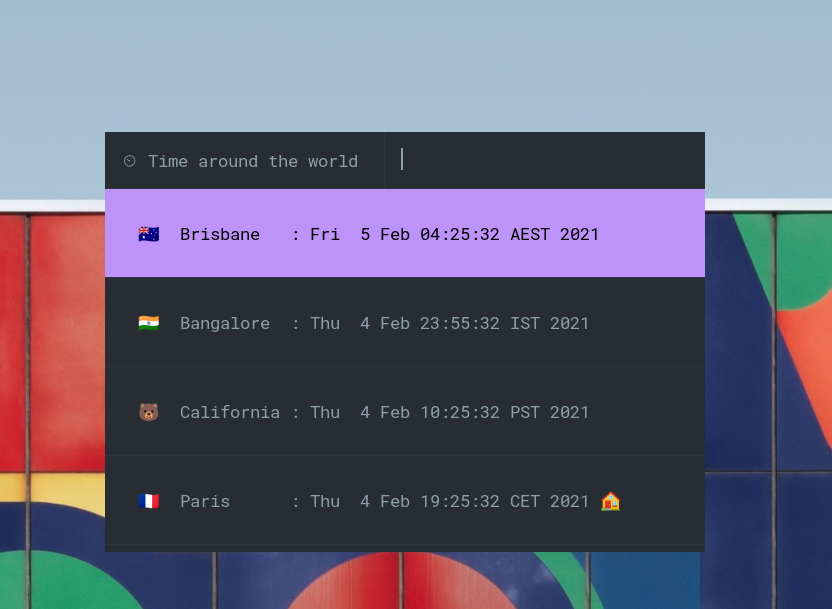 Time around the world
🇦🇺 Brisbane   : Fri  5 Feb 04:25:32 AEST 2021
🇮🇳 Bangalore  : Thu  4 Feb 23:55:32 IST 2021
🐻 California : Thu  4 Feb 10:25:32 PST 2021
🇫🇷 Paris      : Thu  4 Feb 19:25:32 CET 2021 🏠